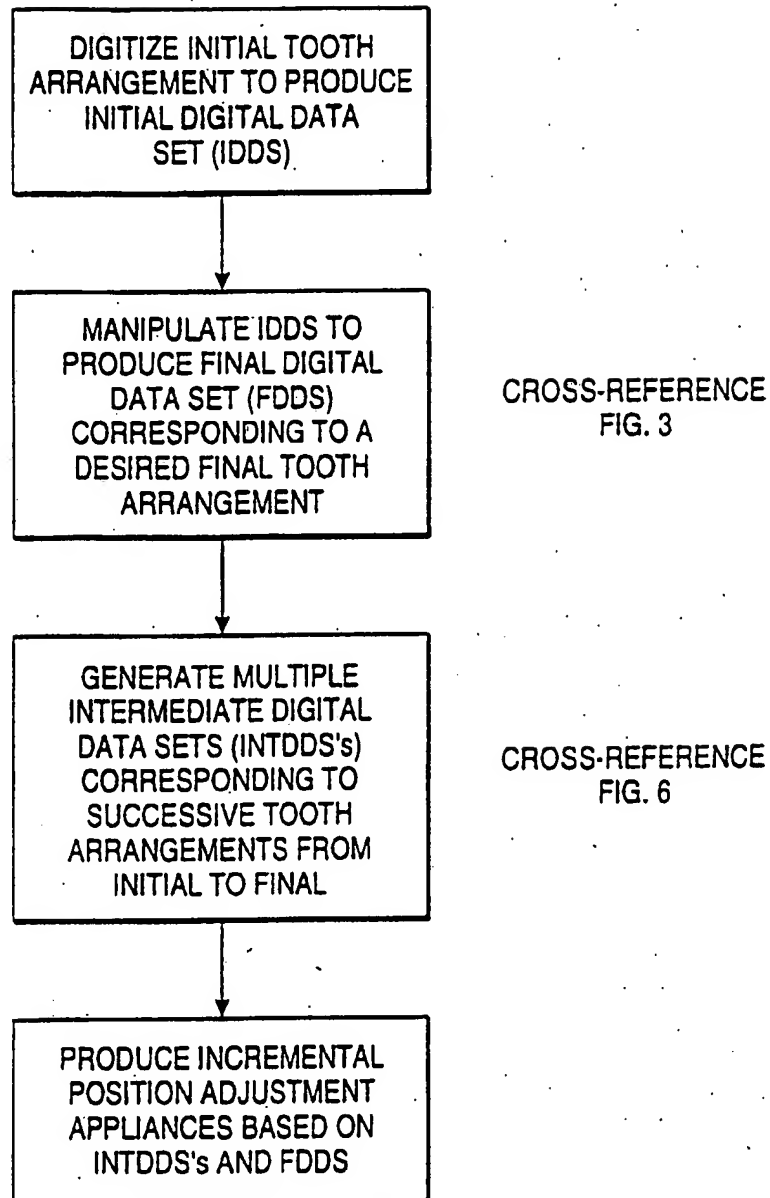 DIGITIZE INITIAL TOOTH
ARRANGEMENT TO PRODUCE
INITIAL DIGITAL DATA
SET (IDDS)
MANIPULATE IDDS TO
PRODUCE FINAL DIGITAL
DATA SET (FDDS)
CORRESPONDING TO A
DESIRED FINAL TOOTH
ARRANGEMENT
CROSS-REFERENCE
FIG. 3
GENERATE MULTIPLE
INTERMEDIATE DIGITAL
DATA SETS (INTDDS's)
CORRESPONDING TO
SUCCESSIVE TOOTH
ARRANGEMENTS FROM
INITIAL TO FINAL
CROSS-REFERENCE
FIG. 6
PRODUCE INCREMENTAL
POSITION ADJUSTMENT
APPLIANCES BASED ON
INTDDS's AND FDDS